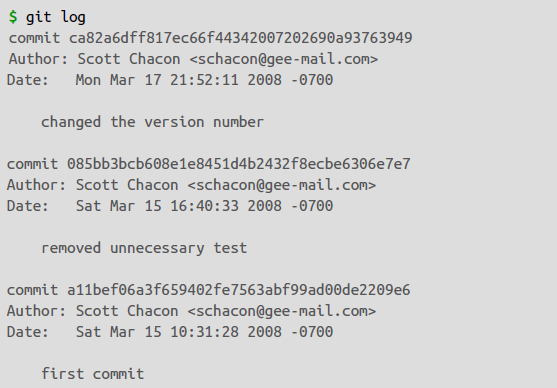 $ git log
commit ca82a6dff817ec66f44342007202690a93763949
Author: Scott Chacon <schacon@gee-mail.com>
Date:   Mon Mar 17 21:52:11 2008 -0700
changed the version number
commit 085bb3bcb608e1e8451d4b2432f8ecbe6306e7e7
Author: Scott Chacon <schacon@gee-mail.com>
Date:   Sat Mar 15 16:40:33 2008 -0700
removed unnecessary test
commit a11bef06a3f659402fe7563abf99ad00de2209e6
Author: Scott Chacon <schacon@gee-mail.com>
Date:   Sat Mar 15 10:31:28 2008 -0700
first commit